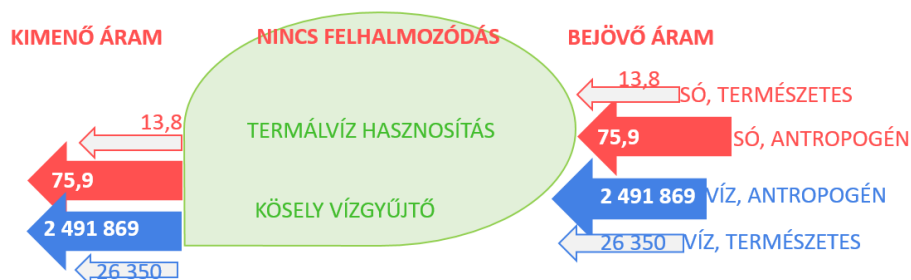 KIMENŐ ÁRAM
NINCS FELHALMOZÓDÁS
BEJÖVŐ ÁRAM
13,8
SÓ, TERMÉSZETES
13,8
TERMÁLVÍZ HASZNOSÍTÁS
75,9
SÓ, ANTROPOGÉN
75,9
2 491 869
VÍZ, ANTROPOGÉN
KÖSELY VÍZGYŰJTŐ
2 491 869
26 350
VÍZ, TERMÉSZETES
26 350